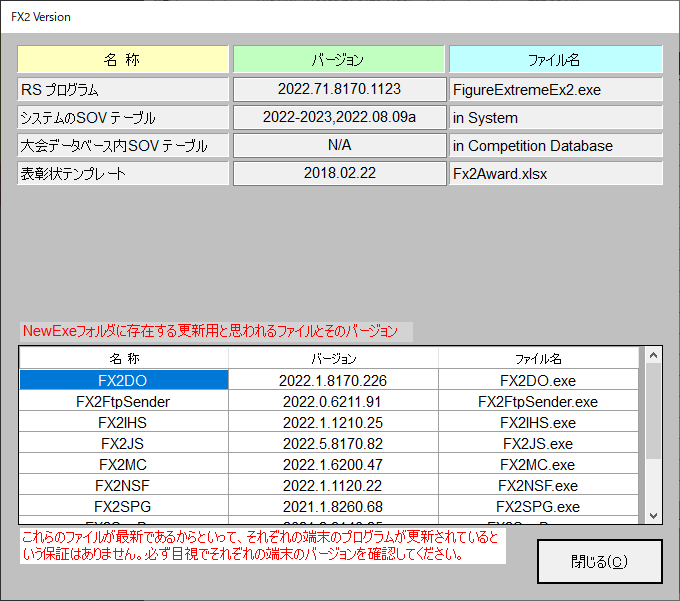 FX2 Version
名 称 バージョン ファイル名
RS プログラム 2022.71.8170.1123 FigureExtremeEx2.exe
システムのSOV テーブル 2022-2023,2022.08.09a in System
大会データベース内SOV テーブル N/A in Competition Database
表彰状テンプレート 2018.02.22 Fx2Award.xlsx
NewExeフォルダに存在する更新用と思われるファイルとそのバージョン
名 称 バージョン ファイル名
FX2DO 2022.1.8170.226 FX2DO.exe
FX2FtpSender 2022.0.6211.91 FX2FtpSender.exe
FX2IHS 2022.1.1210.25 FX2IHS.exe
FX2JS 2022.5.8170.82 FX2JS.exe
FX2MC 2022.1.6200.47 FX2MC.exe
FX2NSF 2022.1.1120.22 FX2NSF.exe
FX2SPG 2021.1.8260.68 FX2SPG.exe
これらのファイルが最新であるからといって、それぞれの端末のプログラムが更新されていると
いう保証はありません。必ず目視でそれぞれの端末のバージョンを確認してください。
閉じる(C)